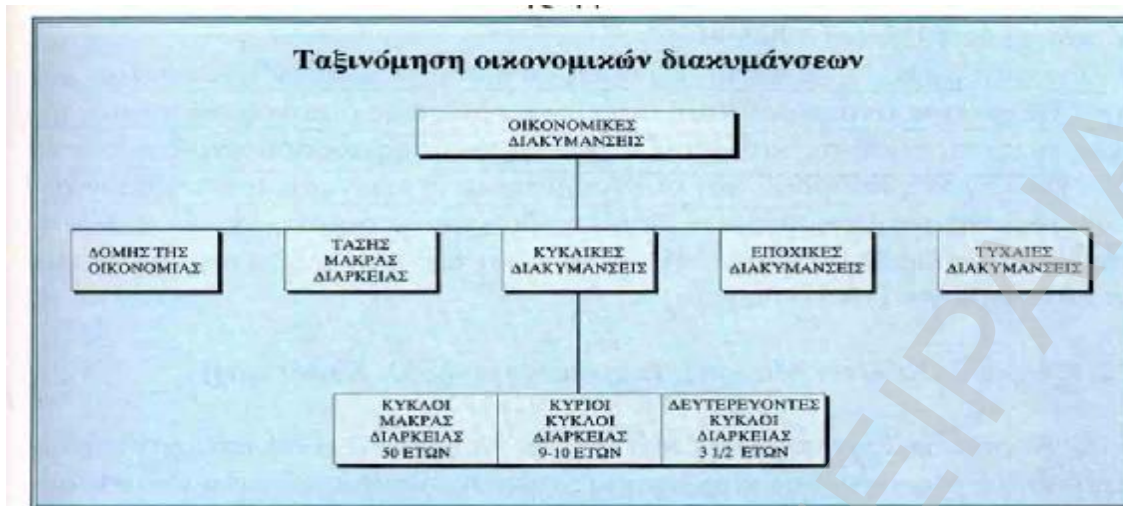 Ταξινόμηση οικονομικών διακυμάνσεων
ΟΙΚΟΝΟΜΙΚΕΣ
ΔΙΑΚΥΜΑΝΣΕΙΣ
ΔΟΜΗΣ ΤΗΣ
ΟΙΚΟΝΟΜΙΑΣ
ΤΑΣΗΣ
ΜΑΚΡΑΣ
ΔΙΑΡΚΕΙΑΣ
ΚΥΚΛΙΚΕΣ
ΔΙΑΚΥΜΑΝΣΕΙΣ
ΕΠΟΧΙΚΕΣ
ΔΙΑΚΥΜΑΝΣΕΙΣ
ΤΥΧΑΙΕΣ
ΔΙΑΚΥΜΑΝΣΕΙΣ
ΚΥΚΛΟΙ
ΜΑΚΡΑΣ
ΔΙΑΡΚΕΙΑΣ
50 ΕΤΩΝ
ΚΥΡΙΟΙ
ΚΥΚΛΟΙ
ΔΙΑΡΚΕΙΑΣ
9-10 ΕΤΩΝ
ΔΕΥΤΕΡΕΥΟΝΤΕΣ
ΚΥΚΛΟΙ
ΔΙΑΡΚΕΙΑΣ
3 1/2 ΕΤΩΝ